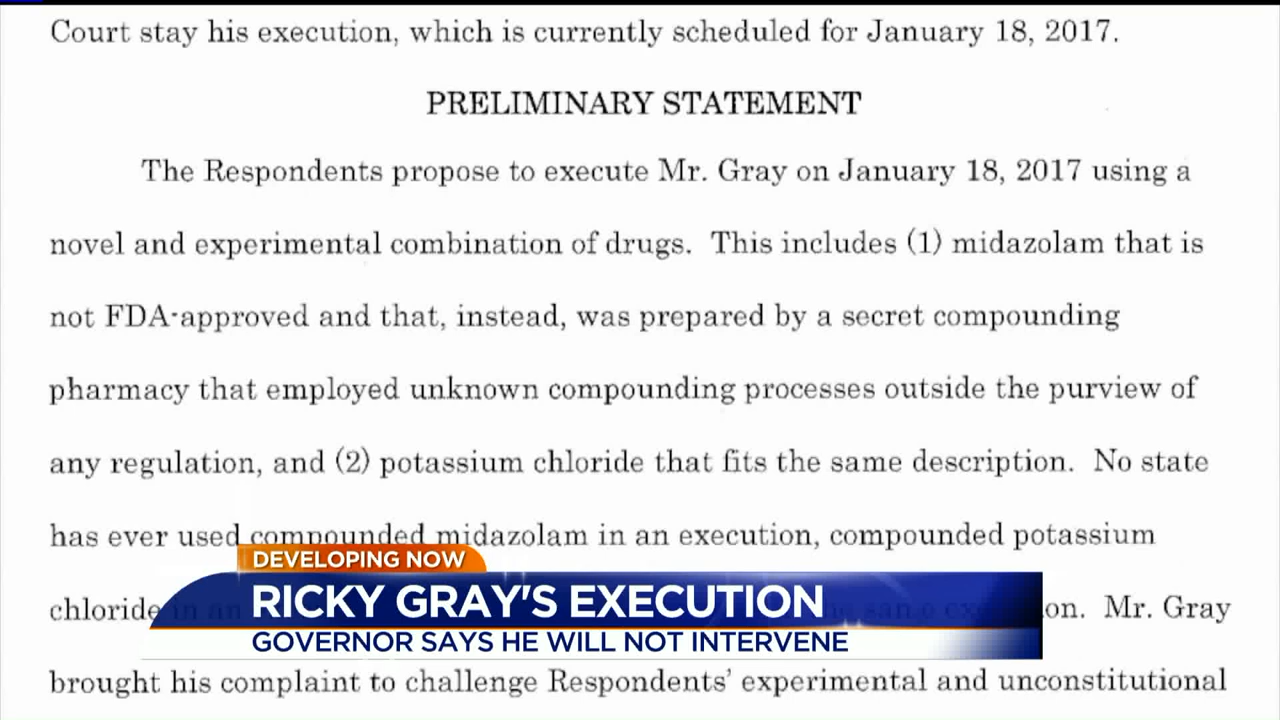 Court stay his execution, which is currently scheduled for January 18, 2017.
PRELIMINARY STATEMENT
The Respondents propose to execute Mr. Gray on January 18, 2017 using a
novel and experimental combination of drugs. This includes (1) midazolam that is
not FDA-approved and that, instead, was prepared by a secret compounding
pharmacy that employed unknown compounding processes outside the purview of
any regulation, and (2) potassium chloride that fits the same description. No state
has ever used compounded midazolam in an execution, compounded potassium
DEVELOPING NOW
chloride in an on. Mr. Gray
RICKY GRAY'S EXECUTION
GOVERNOR SAYS HE WILL NOT INTERVENE
brought his complaint to challenge Respondents' experimental and unconstitutional